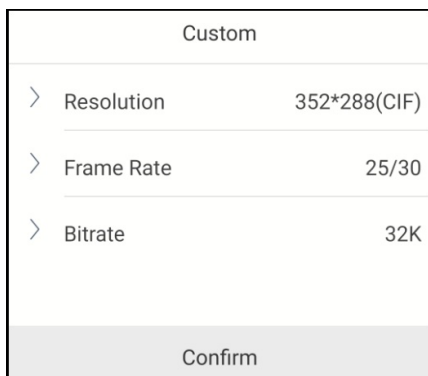 Custom
Resolution 352*288(CIF)
Frame Rate 25/30
Bitrate 32K
Confirm